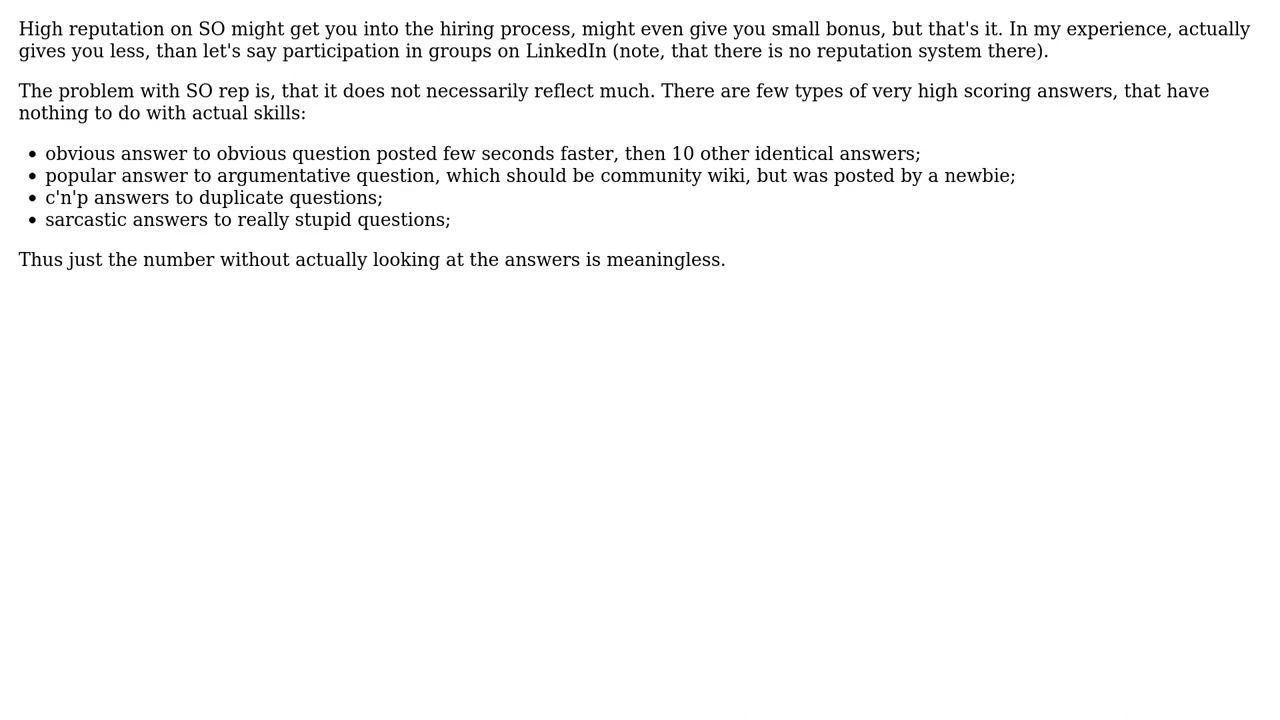 High reputation on SO might get you into the hiring process, might even give you small bonus, but that's it. In my experience, actually
gives you less, than let's say participation in groups on LinkedIn (note, that there is no reputation system there).
The problem with SO rep is, that it does not necessarily reflect much. There are few types of very high scoring answers, that have
nothing to do with actual skills:
• obvious answer to obvious question posted few seconds faster, then 10 other identical answers;
• popular answer to argumentative question, which should be community wiki, but was posted by a newbie;
• c'n'p answers to duplicate questions;
• sarcastic answers to really stupid questions;
Thus just the number without actually looking at the answers is meaningless.